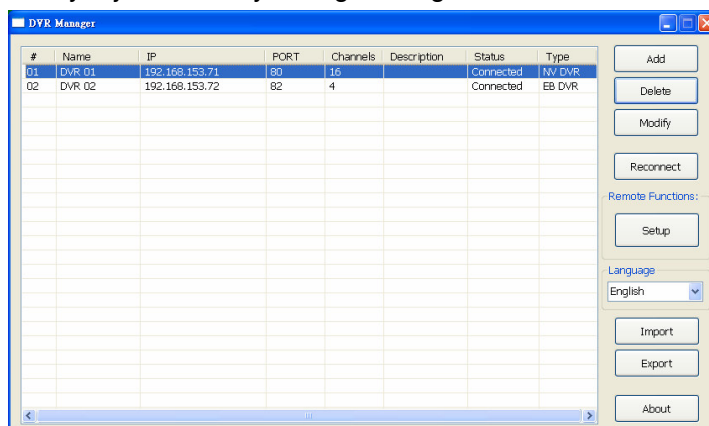 DVR Manager
# Name IP PORT Channels Description Status Type
01 DVR 01 192.168.153.71 80 16 Connected NV DVR
02 DVR 02 192.168.153.72 82 4 Connected EB DVR
Add
Delete
Modify
Reconnect
Remote Functions:
Setup
Language
English
Import
Export
About